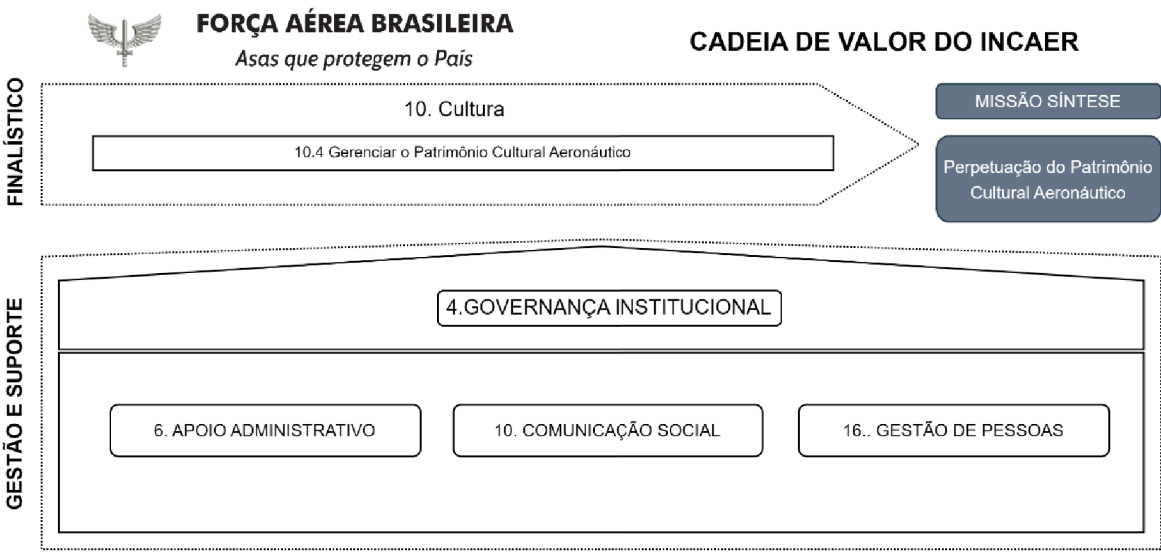 FORÇA AÉREA BRASILEIRA
Asas que protegem o País
CADEIA DE VALOR DO INCAER
FINALÍSTICO
10. Cultura
10.4 Gerenciar o Patrimônio Cultural Aeronáutico
MISSÃO SÍNTESE
Perpetuação do Patrimônio
Cultural Aeronáutico
GESTÃO E SUPORTE
4.GOVERNANÇA INSTITUCIONAL
6. APOIO ADMINISTRATIVO
10. COMUNICAÇÃO SOCIAL
16.. GESTÃO DE PESSOAS